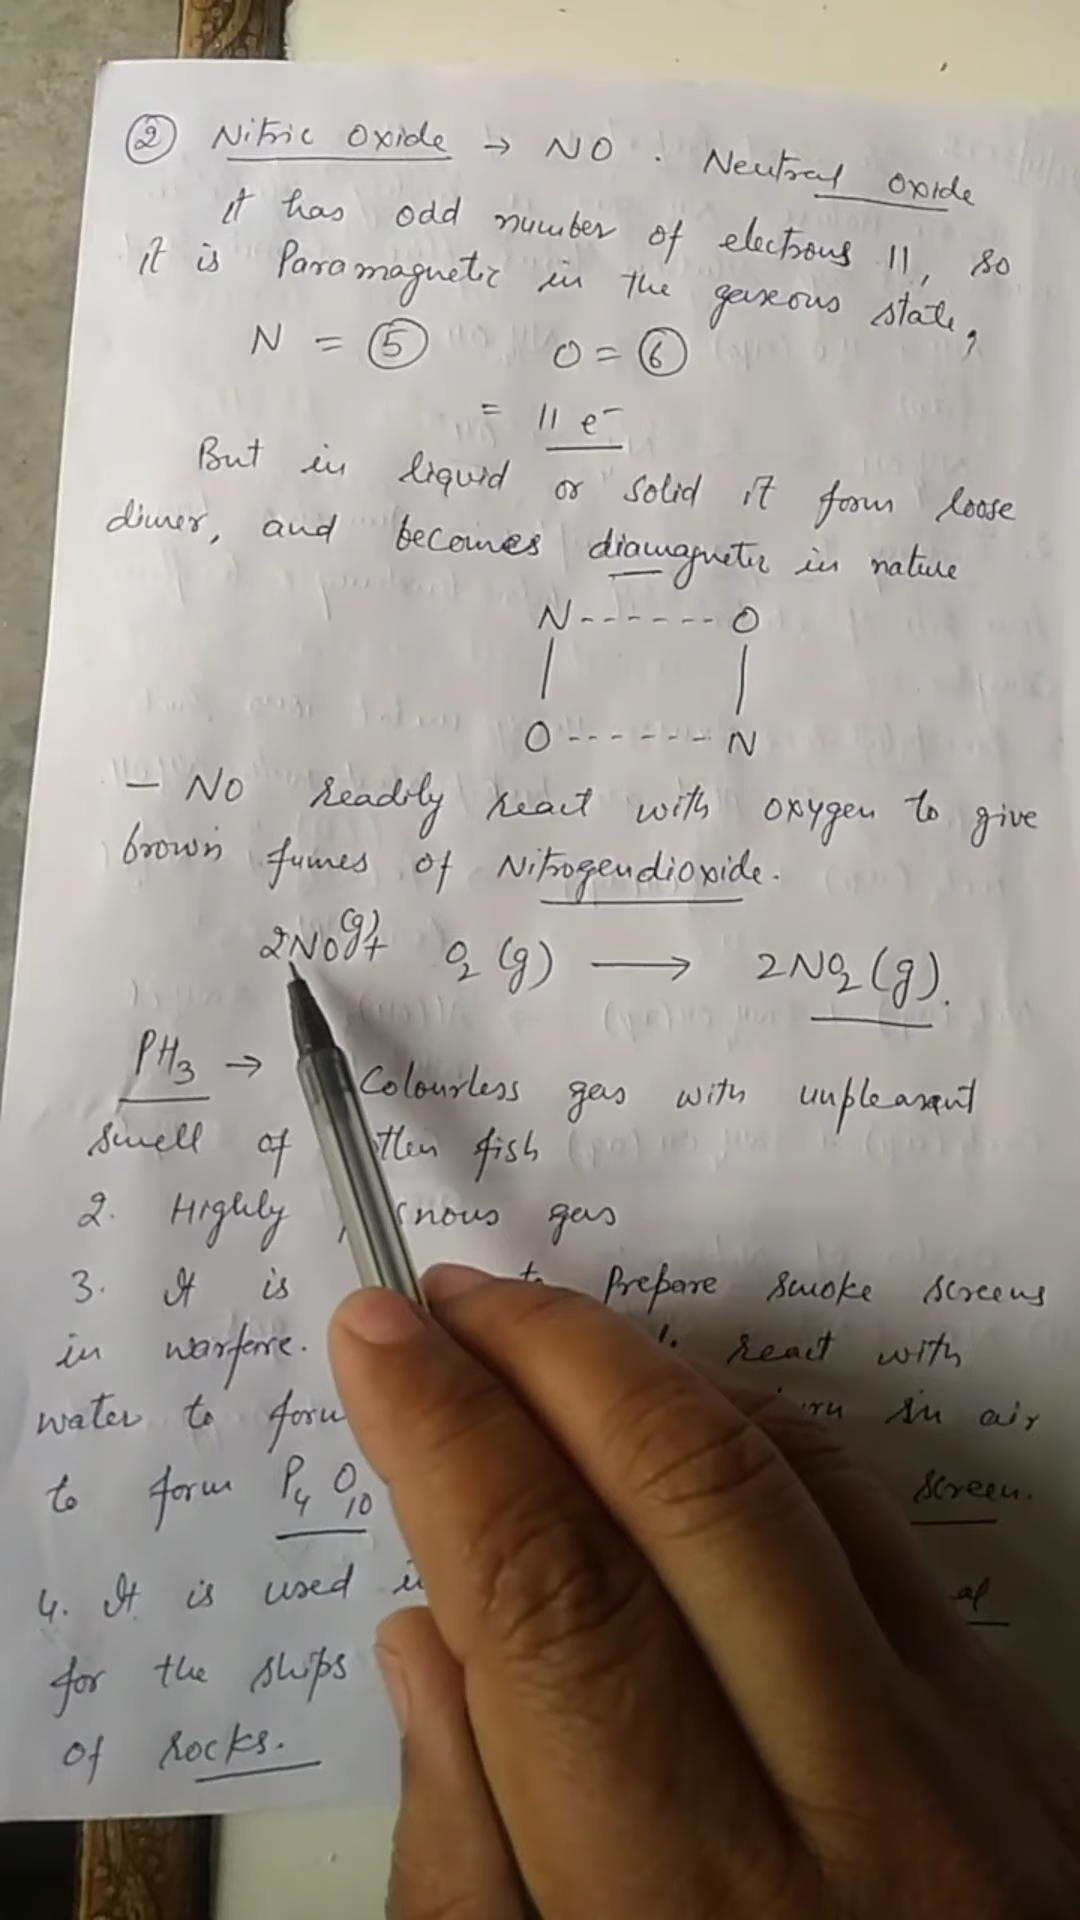 ② Nitric Oxide → NO. Neutral oxide
It has odd number of electrons 11, so
it is Paramagnetic in the gaseous state,
N = ⑤ O = ⑥
= 11 e⁻
But in liquid or solid it form loose
dimer, and becomes diamagnetic in nature
N------O
| |
O------N
— NO readily react with oxygen to give
brown fumes of Nitrogendioxide.
2NO(g)+ O₂(g) ⟶ 2NO₂(g).
PH₃ → Colourless gas with unpleasant
smell of fish
2. Highly gas
3. It is to prepare smoke screens
in warfere. react with
water to form in air
to form P₄O₁₀ screen.
4. It is used
for the ships
of rocks.